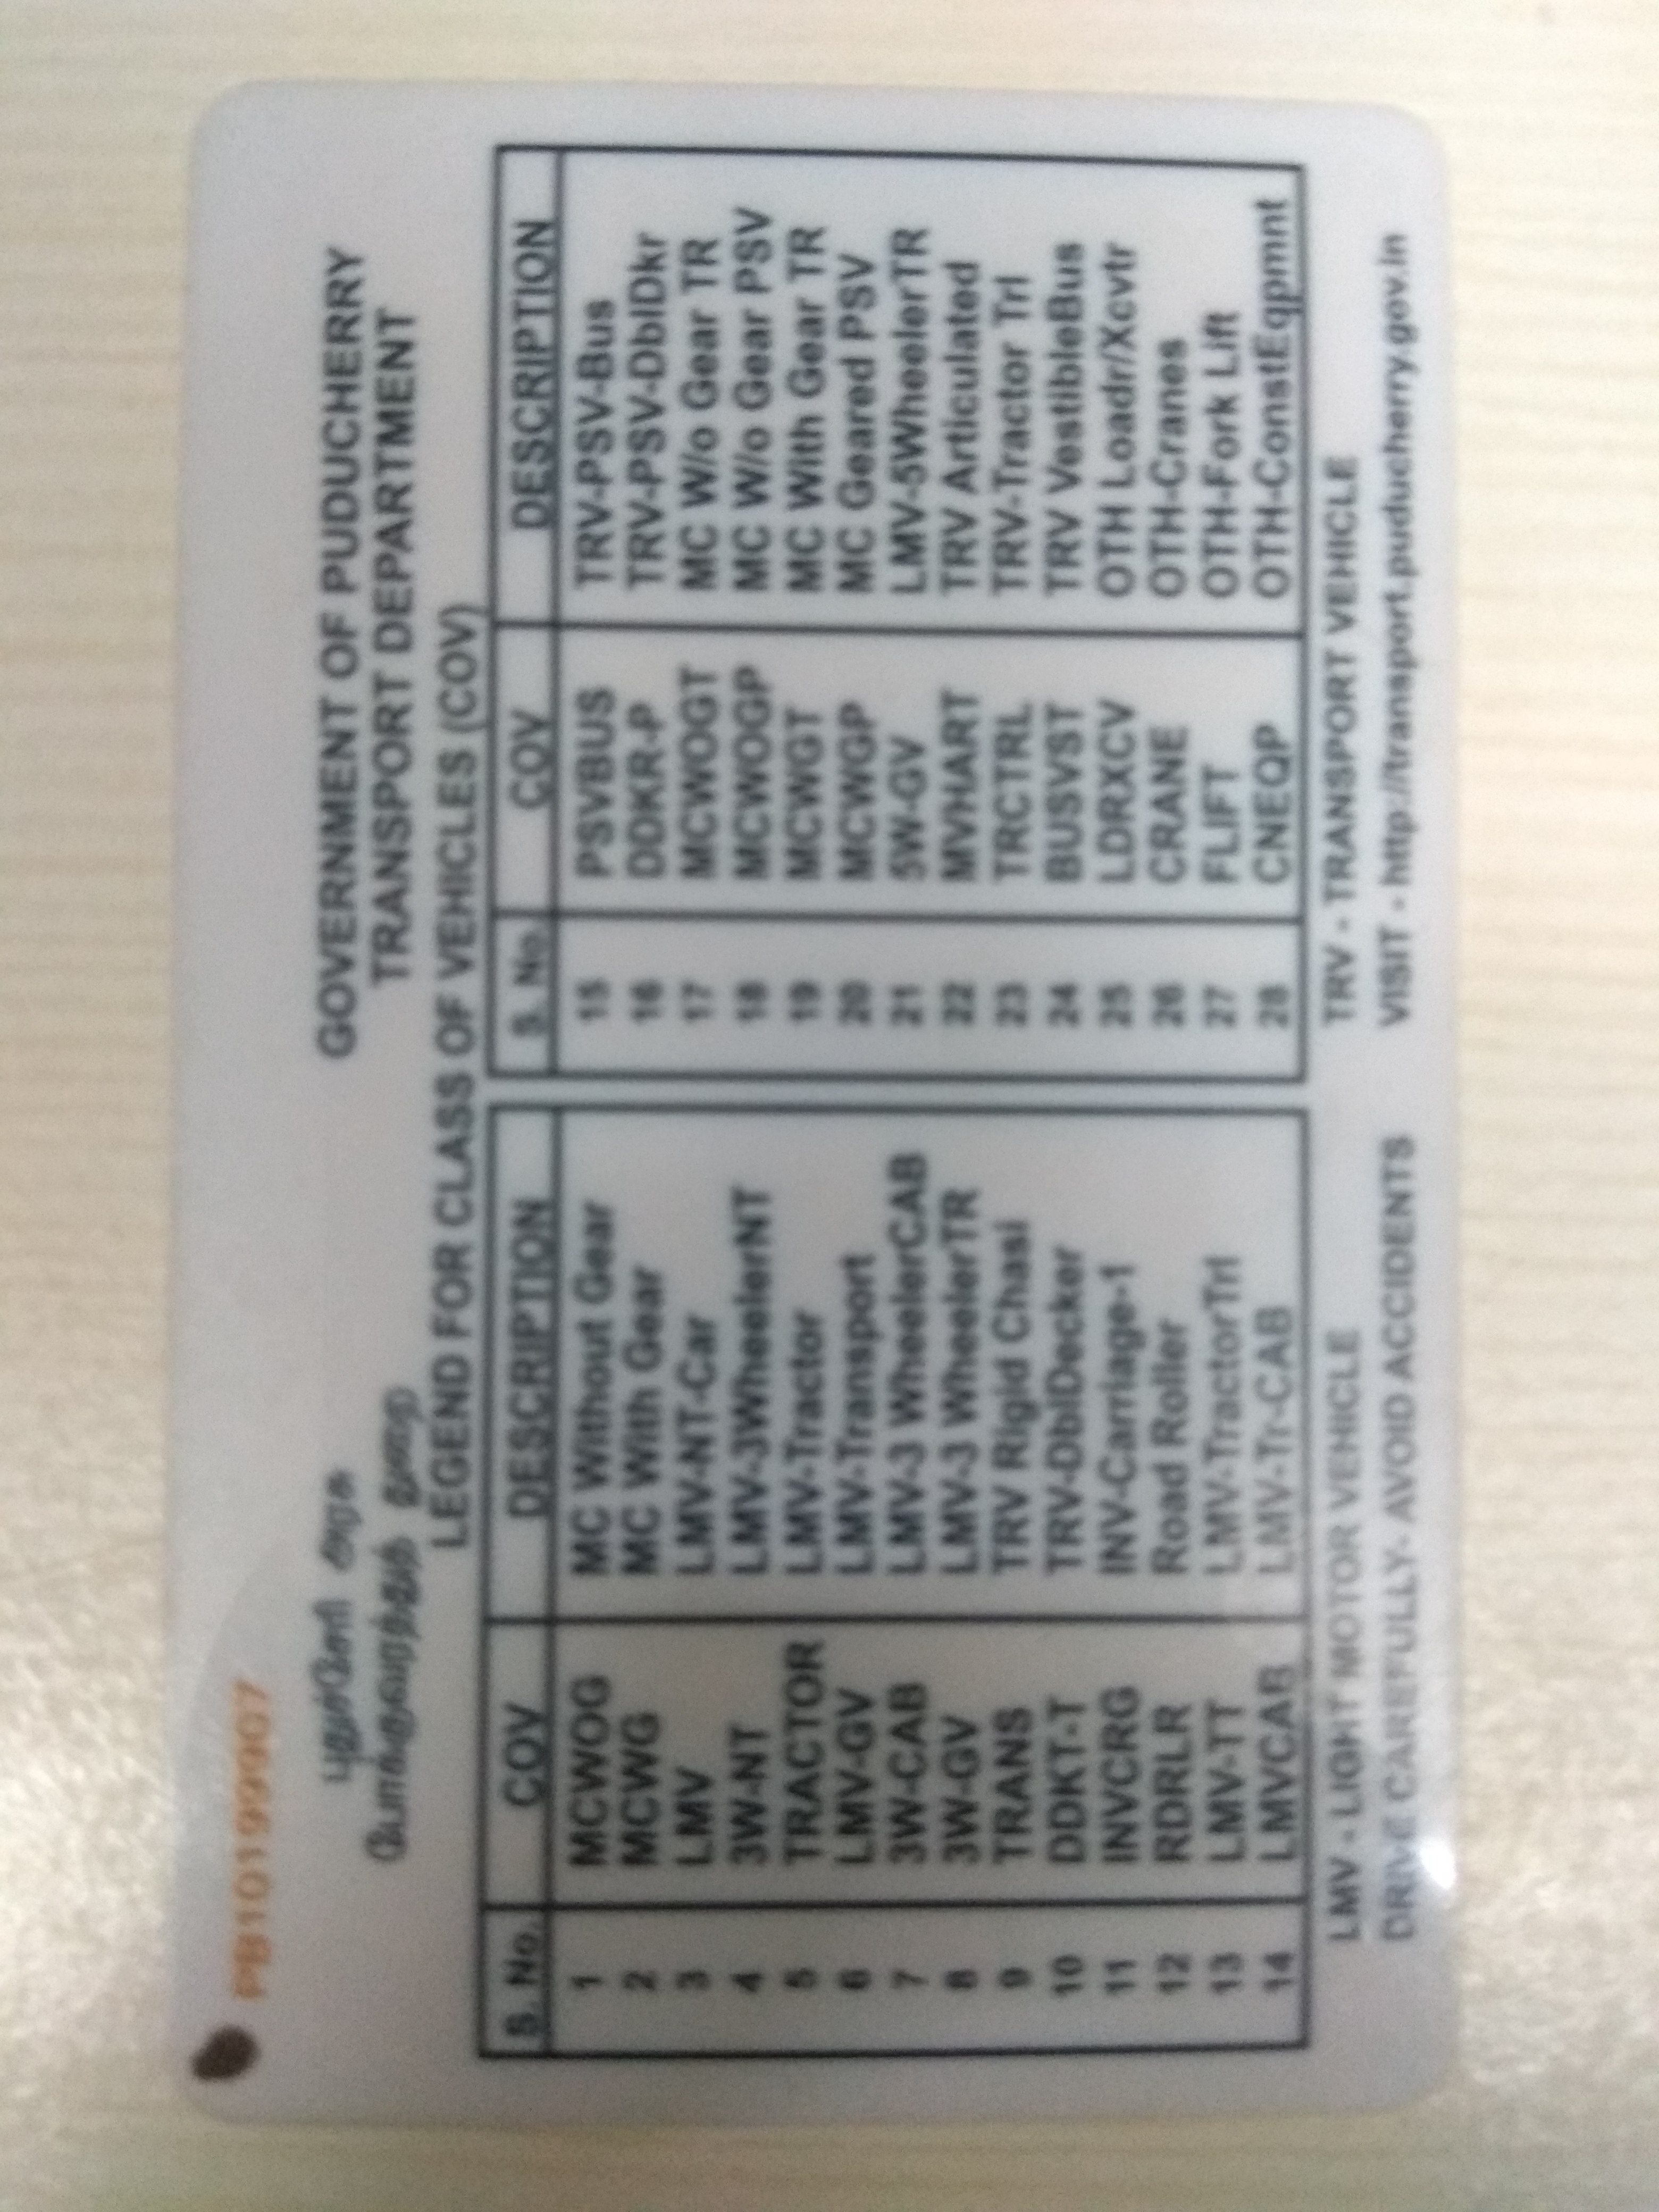 PB10199907
புதுச்சேரி அரசு GOVERNMENT OF PUDUCHERRY
போக்குவரத்துத் துறை TRANSPORT DEPARTMENT
LEGEND FOR CLASS OF VEHICLES (COV)
S. No. COV DESCRIPTION S. No. COV DESCRIPTION
1 MCWOG MC Without Gear 15 PSVBUS TRV-PSV-Bus
2 MCWG MC With Gear 16 DDKR-P TRV-PSV-DblDkr
3 LMV LMV-NT-Car 17 MCWOGT MC W/o Gear TR
4 3W-NT LMV-3WheelerNT 18 MCWOGP MC W/o Gear PSV
5 TRACTOR LMV-Tractor 19 MCWGT MC With Gear TR
6 LMV-GV LMV-Transport 20 MCWGP MC Geared PSV
7 3W-CAB LMV-3 WheelerCAB 21 5W-GV LMV-5WheelerTR
8 3W-GV LMV-3 WheelerTR 22 MVHART TRV Articulated
9 TRANS TRV Rigid Chasi 23 TRCTRL TRV-Tractor Trl
10 DDKT-T TRV-DblDecker 24 BUSVST TRV VestibleBus
11 INVCRG INV-Carriage-1 25 LDRXCV OTH Loadr/Xcvtr
12 RDRLR Road Roller 26 CRANE OTH-Cranes
13 LMV-TT LMV-TractorTrl 27 FLIFT OTH-Fork Lift
14 LMVCAB LMV-Tr-CAB 28 CNEQP OTH-ConstEqpmnt
LMV - LIGHT MOTOR VEHICLE TRV - TRANSPORT VEHICLE
DRIVE CAREFULLY- AVOID ACCIDENTS VISIT - http://transport.puducherry.gov.in